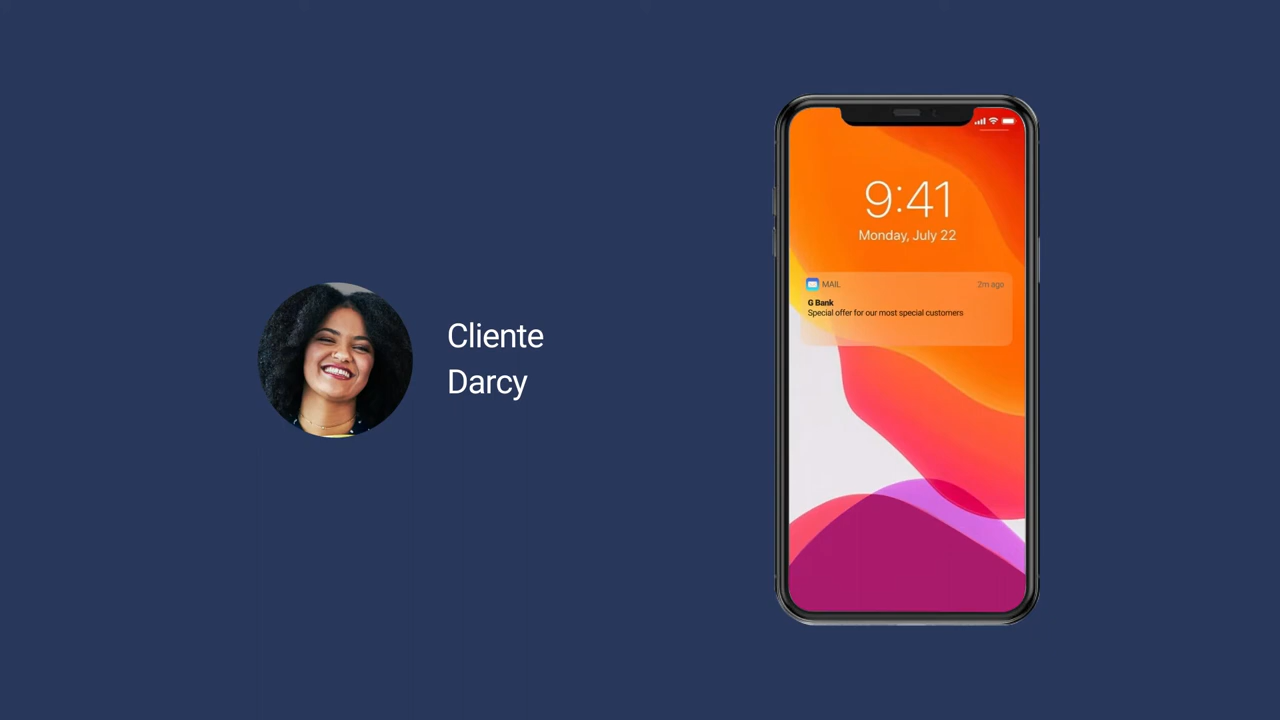 Cliente
Darcy
9:41
Monday, July 22
MAIL 2m ago
G Bank
Special offer for our most special customers